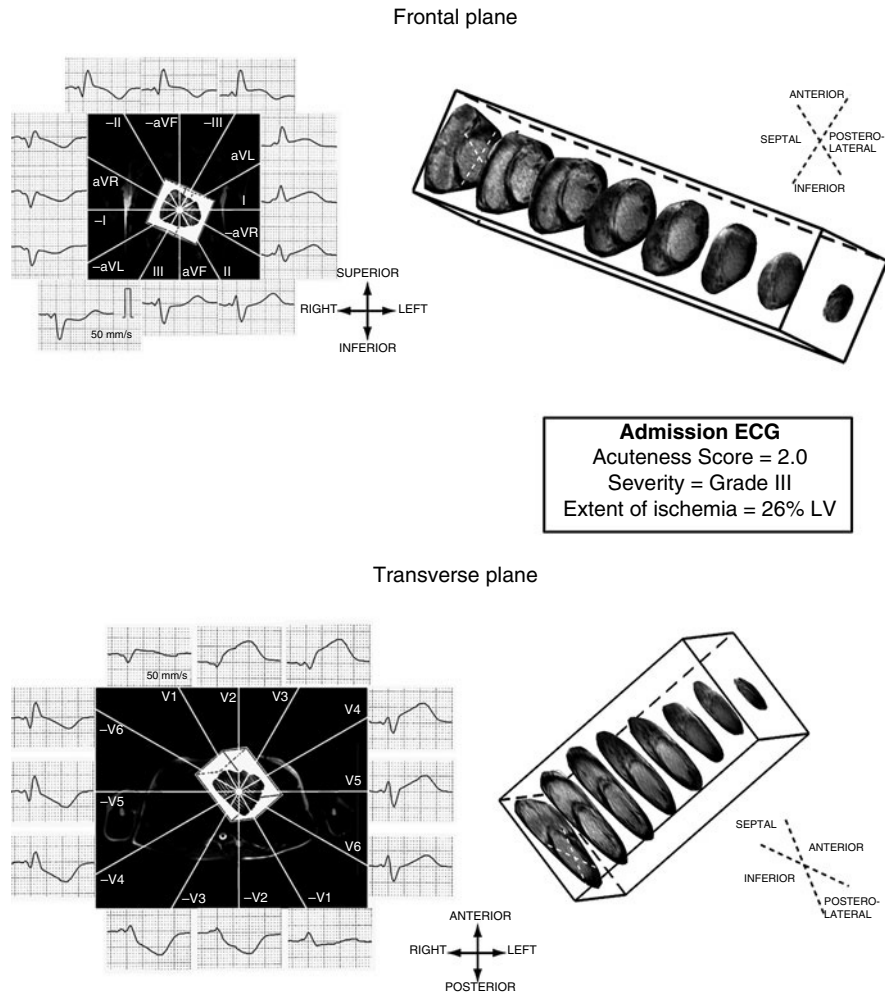 Frontal plane
–II
–aVF
–III
aVR
aVL
–I
I
–aVL
–aVR
III
aVF
II
50 mm/s
SUPERIOR
RIGHT
LEFT
INFERIOR
ANTERIOR
SEPTAL
POSTERO-
LATERAL
INFERIOR
Admission ECG
Acuteness Score = 2.0
Severity = Grade III
Extent of ischemia = 26% LV
Transverse plane
50 mm/s
V1
V2
V3
–V6
V4
–V5
V5
–V4
V6
–V3
–V2
–V1
ANTERIOR
RIGHT
LEFT
POSTERIOR
SEPTAL
ANTERIOR
INFERIOR
POSTERO-
LATERAL